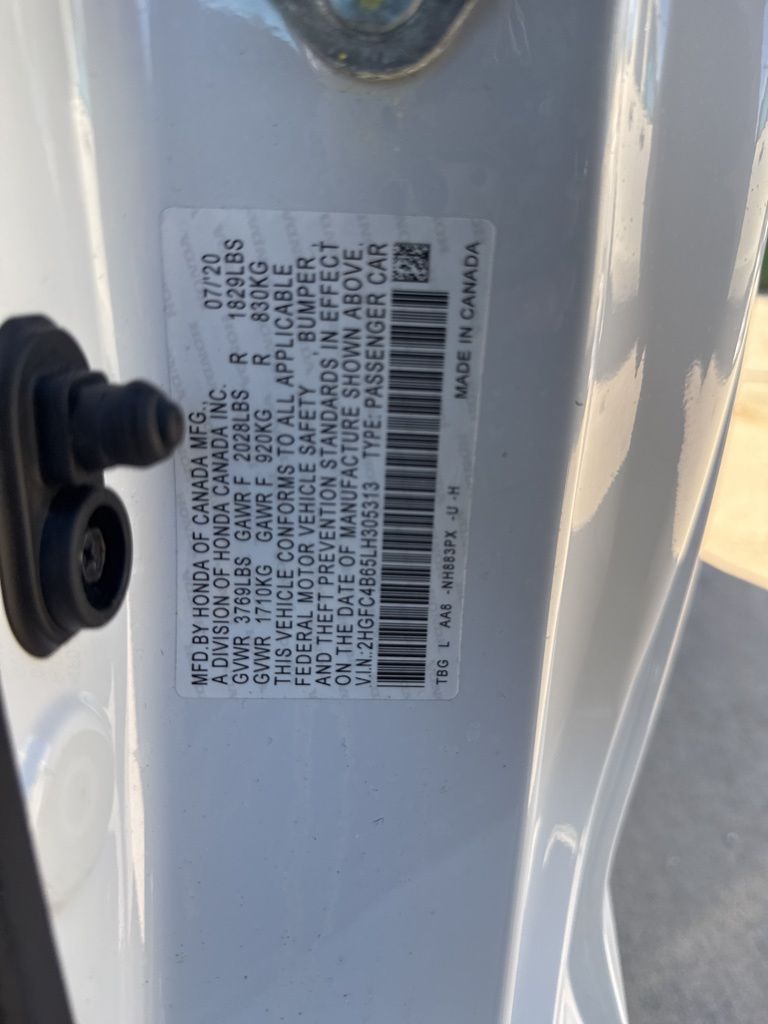 MFD.BY HONDA OF CANADA MFG., 07/'20
A DIVISION OF HONDA CANADA INC.
GVWR 3769LBS GAWR F 2028LBS R 1829LBS
GVWR 1710KG GAWR F 920KG R 830KG
THIS VEHICLE CONFORMS TO ALL APPLICABLE
FEDERAL MOTOR VEHICLE SAFETY , BUMPER ,
AND THEFT PREVENTION STANDARDS IN EFFECT
ON THE DATE OF MANUFACTURE SHOWN ABOVE.
V.I.N.:2HGFC4B65LH305313 TYPE: PASSENGER CAR
TBG L AA8 -NH883PX -U -H MADE IN CANADA